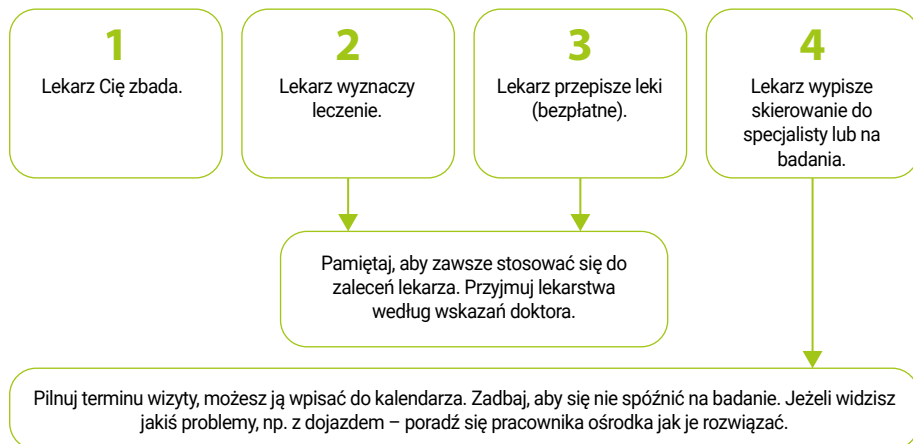 1
Lekarz Cię zbada.
2
Lekarz wyznaczy
leczenie.
3
Lekarz przepisze leki
(bezpłatne).
4
Lekarz wypisze
skierowanie do
specjalisty lub na
badania.
Pamiętaj, aby zawsze stosować się do
zaleceń lekarza. Przyjmuj lekarstwa
według wskazań doktora.
Pilnuj terminu wizyty, możesz ją wpisać do kalendarza. Zadbaj, aby się nie spóźnić na badanie. Jeżeli widzisz
jakiś problemy, np. z dojazdem – poradź się pracownika ośrodka jak je rozwiązać.